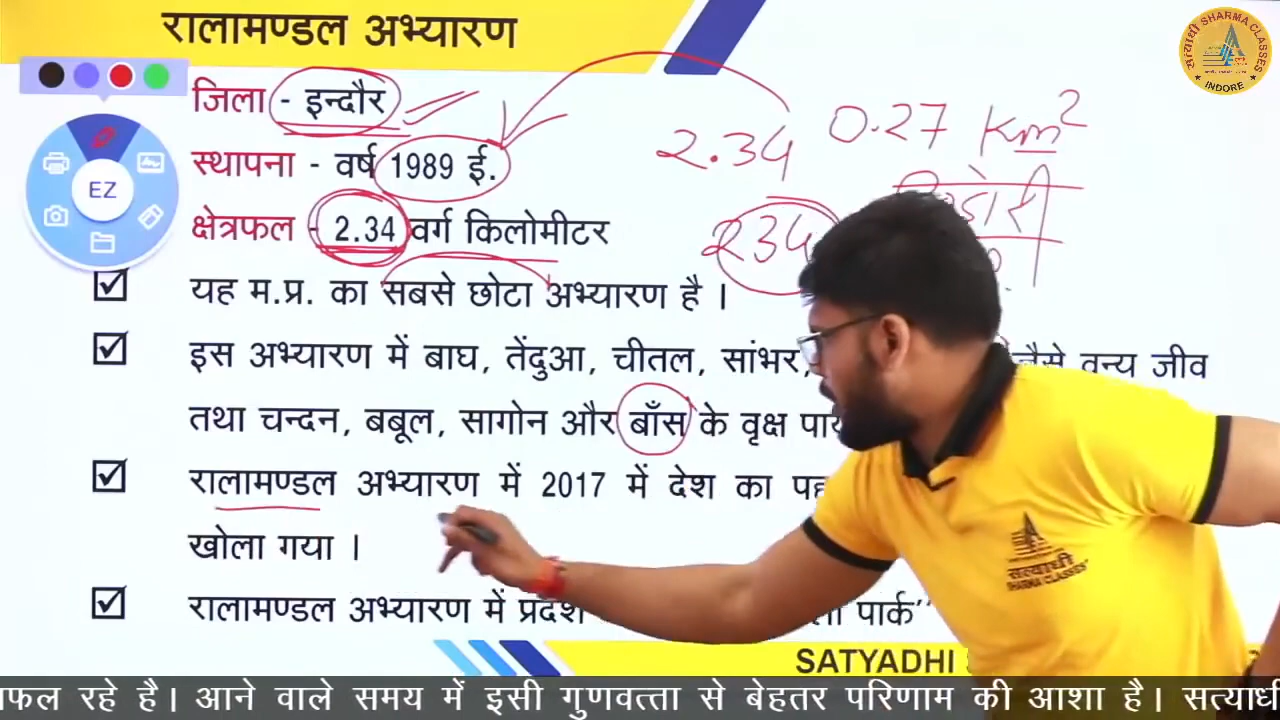 रालामण्डल अभ्यारण
SHARMA CLASSES
INDORE
जिला - इन्दौर
0.27 Km²
स्थापना - वर्ष 1989 ई.
2.34
EZ
क्षेत्रफल - 2.34 वर्ग किलोमीटर
234
यह म.प्र. का सबसे छोटा अभ्यारण है ।
इस अभ्यारण में बाघ, तेंदुआ, चीतल, सांभर, जैसे वन्य जीव
तथा चन्दन, बबूल, सागोन और बाँस के वृक्ष
रालामण्डल अभ्यारण में 2017 में देश का
खोला गया ।
रालामण्डल अभ्यारण में प्रदेश पार्क”
सत्याधी
SHARMA CLASSES
SATYADHI
रहे है। आने वाले समय में इसी गुणवत्ता से बेहतर परिणाम की आशा है। सत्याधी